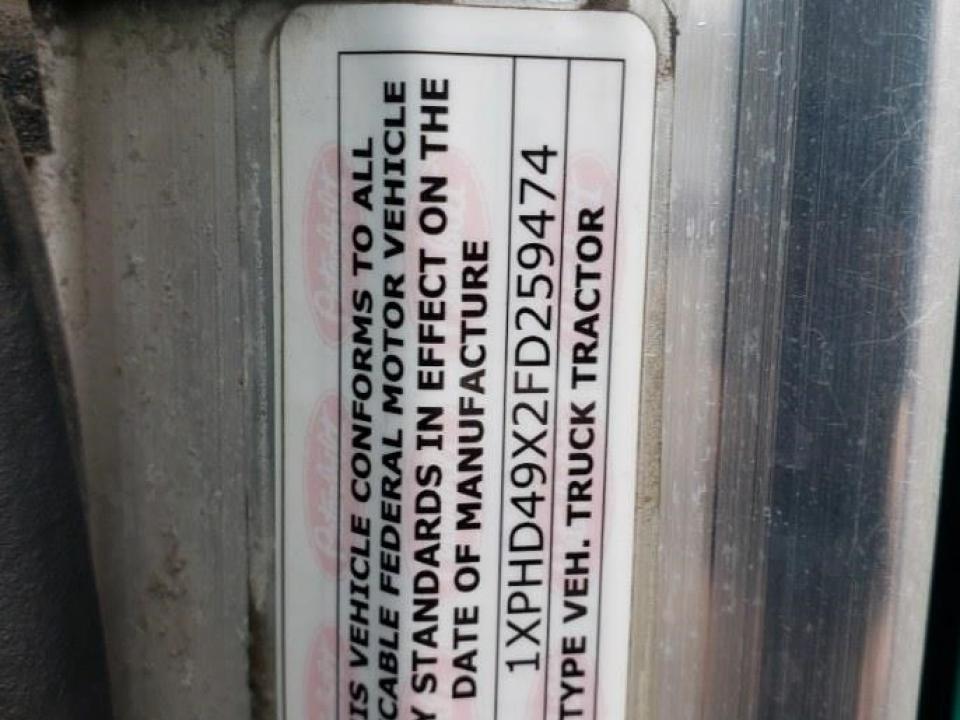 IS VEHICLE CONFORMS TO ALL
CABLE FEDERAL MOTOR VEHICLE
Y STANDARDS IN EFFECT ON THE
DATE OF MANUFACTURE
1XPHD49X2FD259474
TYPE VEH. TRUCK TRACTOR